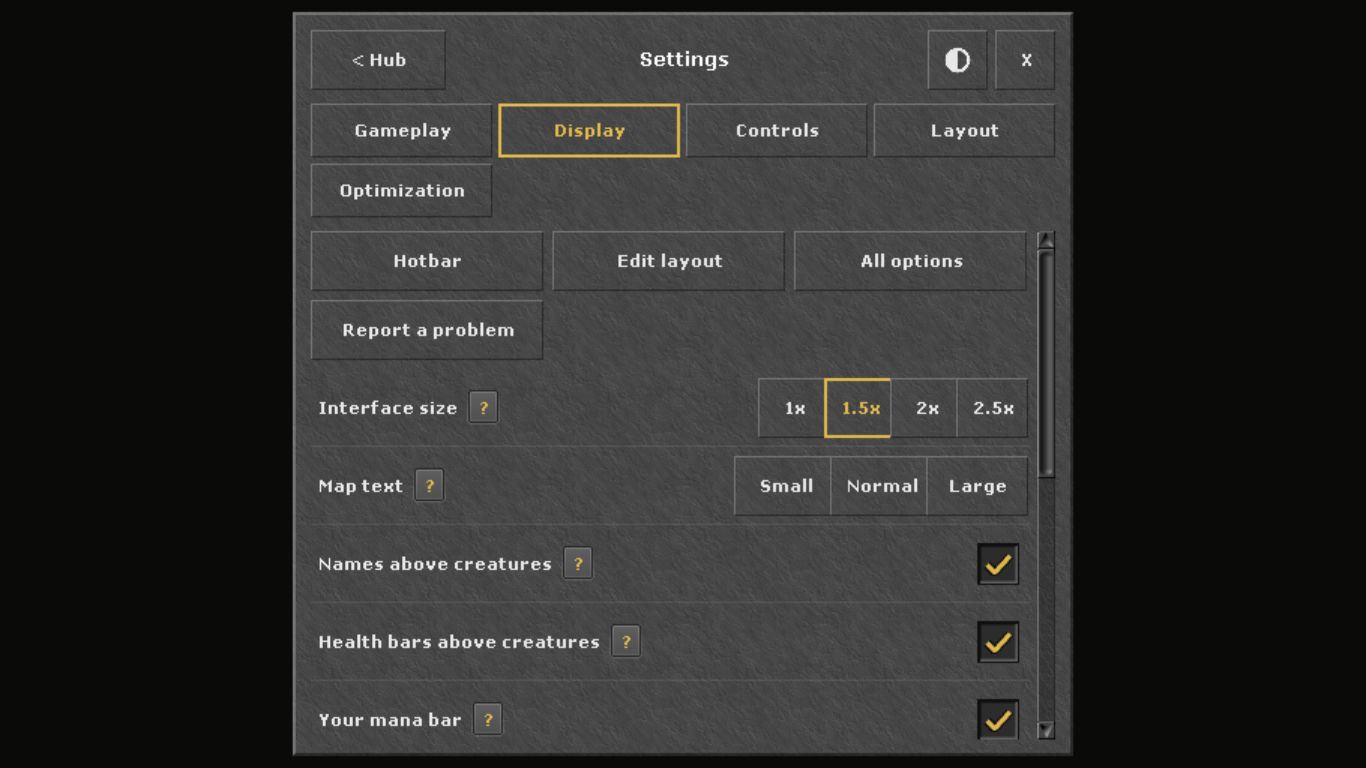 < Hub
Settings
X
Gameplay
Display
Controls
Layout
Optimization
Hotbar
Edit layout
All options
Report a problem
Interface size ?
1x 1.5x 2x 2.5x
Map text ?
Small Normal Large
Names above creatures ?
Health bars above creatures ?
Your mana bar ?